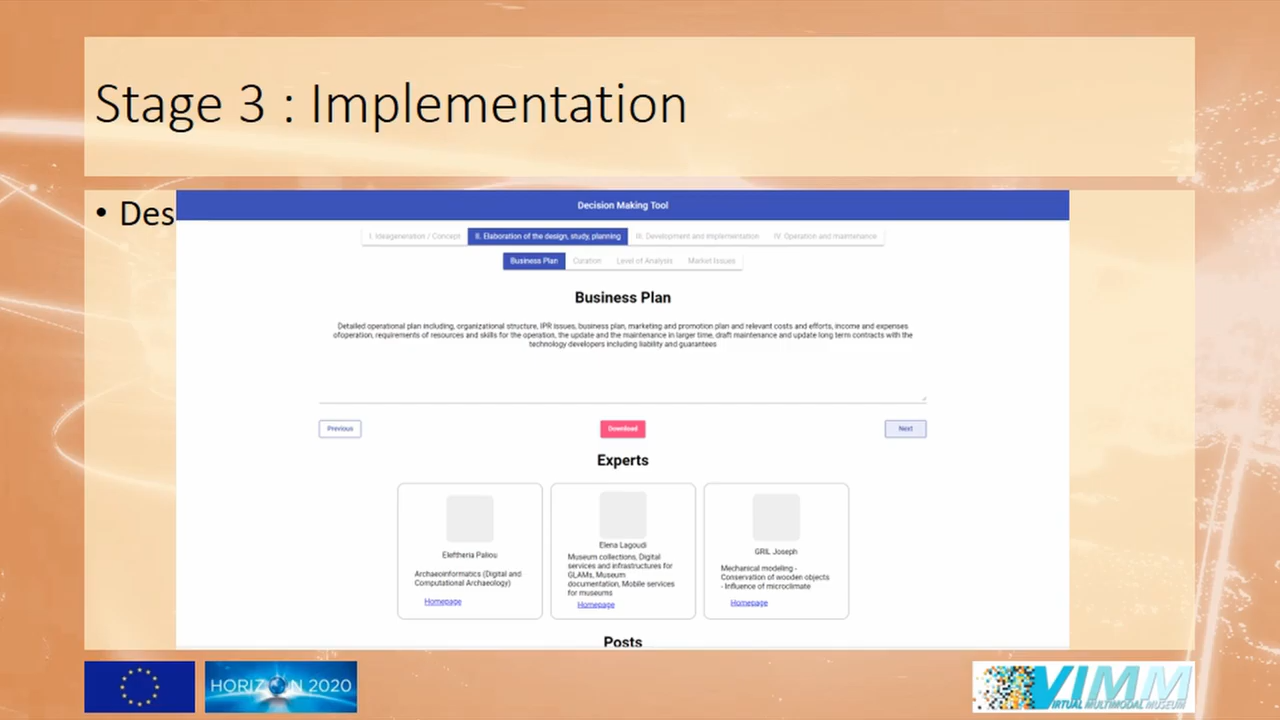 Stage 3 : Implementation
• Des
Decision Making Tool
I. Ideageneration / Concept II. Elaboration of the design, study, planning III. Development and Implementation IV. Operation and maintenance
Business Plan Curation Level of Analysis Market Issues
Business Plan
Detailed operational plan including, organizational structure, IPR issues, business plan, marketing and promotion plan and relevant costs and efforts, income and expenses
ofoperation, requirements of resources and skills for the operation, the update and the maintenance in larger time, draft maintenance and update long term contracts with the
technology developers including liability and guarantees
Previous Download Next
Experts
Eleftheria Paliou
Archaeoinformatics (Digital and
Computational Archaeology)
Homepage
Elena Lagoudi
Museum collections, Digital
services and infrastructures for
GLAMs, Museum
documentation, Mobile services
for museums
Homepage
GRIL Joseph
Mechanical modeling -
Conservation of wooden objects
- Influence of microclimate
Homepage
Posts
HORIZON 2020
VIMM
VIRTUAL MULTIMODAL MUSEUM